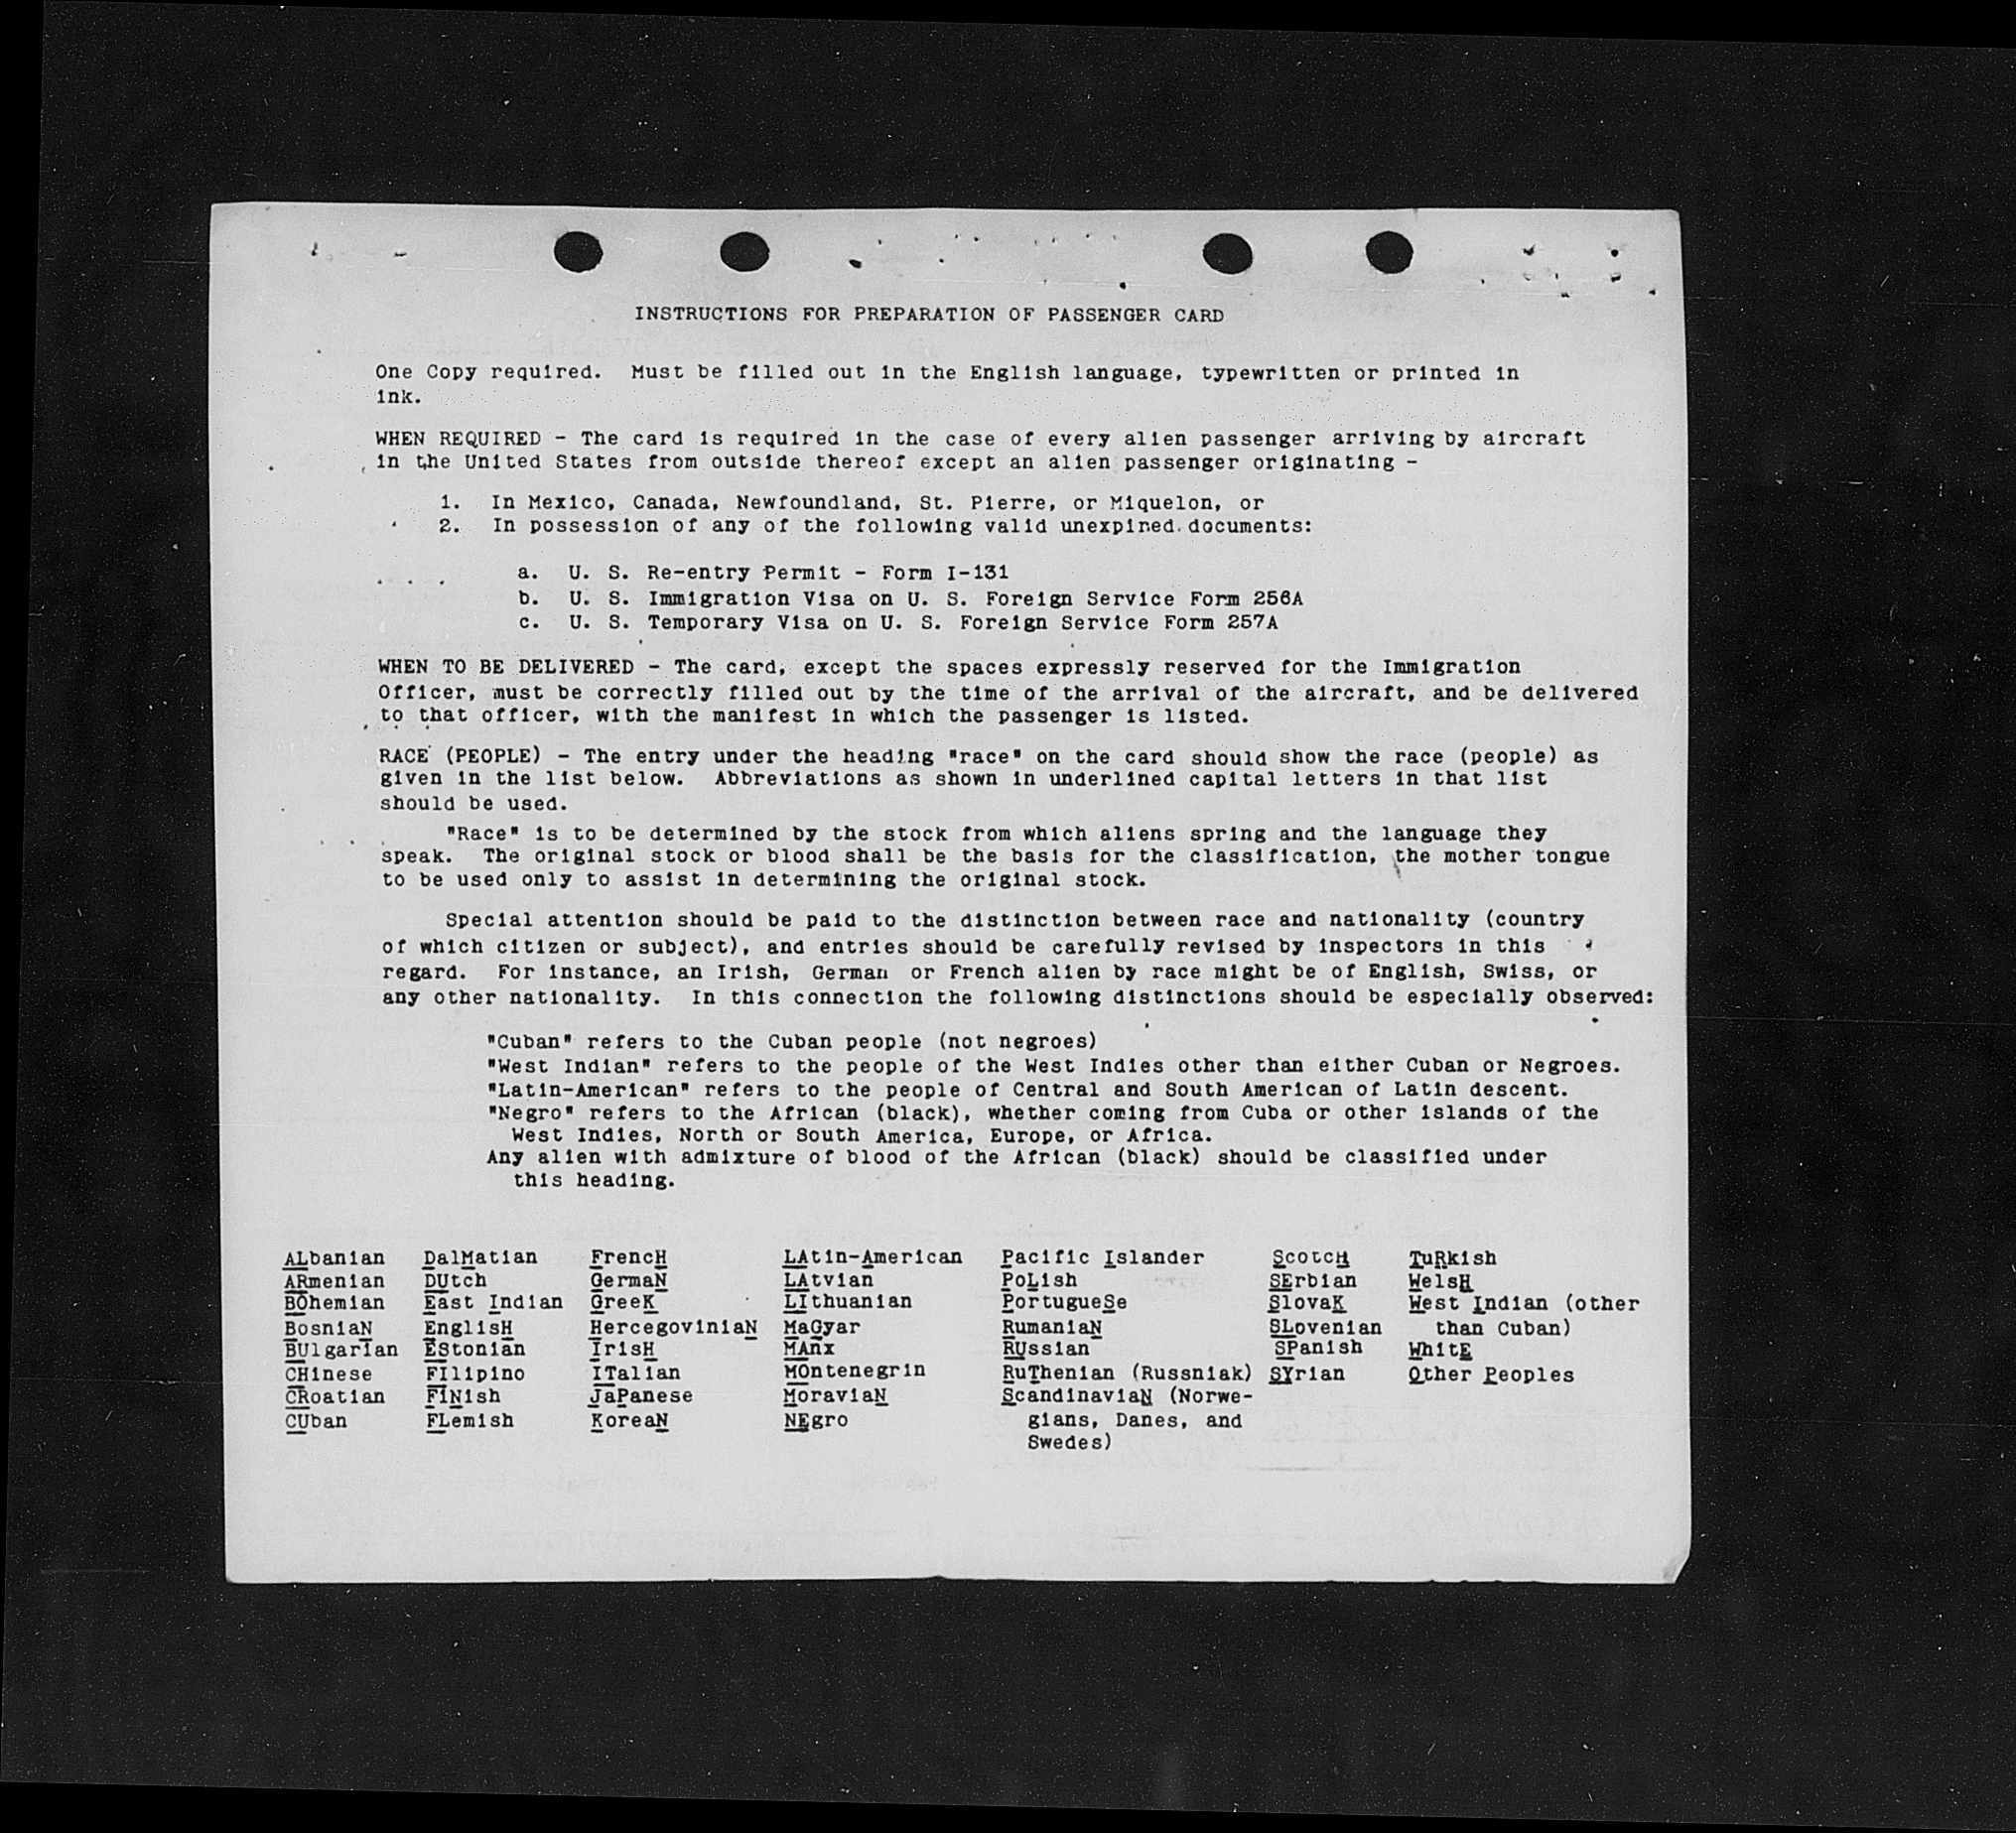 INSTRUCTIONS FOR PREPARATION OF PASSENGER CARD
One Copy required. Must be filled out in the English language, typewritten or printed in
ink.
WHEN REQUIRED - The card is required in the case of every alien passenger arriving by aircraft
in the United States from outside thereof except an alien passenger originating -
1. In Mexico, Canada, Newfoundland, St. Pierre, or Miquelon, or
2. In possession of any of the following valid unexpired documents:
a. U. S. Re-entry Permit - Form I-131
b. U. S. Immigration Visa on U. S. Foreign Service Form 256A
c. U. S. Temporary Visa on U. S. Foreign Service Form 257A
WHEN TO BE DELIVERED - The card, except the spaces expressly reserved for the Immigration
Officer, must be correctly filled out by the time of the arrival of the aircraft, and be delivered
to that officer, with the manifest in which the passenger is listed.
RACE (PEOPLE) - The entry under the heading "race" on the card should show the race (people) as
given in the list below. Abbreviations as shown in underlined capital letters in that list
should be used.
"Race" is to be determined by the stock from which aliens spring and the language they
speak. The original stock or blood shall be the basis for the classification, the mother tongue
to be used only to assist in determining the original stock.
Special attention should be paid to the distinction between race and nationality (country
of which citizen or subject), and entries should be carefully revised by inspectors in this
regard. For instance, an Irish, German or French alien by race might be of English, Swiss, or
any other nationality. In this connection the following distinctions should be especially observed:
"Cuban" refers to the Cuban people (not negroes)
"West Indian" refers to the people of the West Indies other than either Cuban or Negroes.
"Latin-American" refers to the people of Central and South American of Latin descent.
"Negro" refers to the African (black), whether coming from Cuba or other islands of the
West Indies, North or South America, Europe, or Africa.
Any alien with admixture of blood of the African (black) should be classified under
this heading.
ALbanian DalMatian FrencH LAtin-American Pacific Islander ScotcH TuRkish
ARmenian DUtch GermaN LAtvian PoLish SErbian WelsH
BOhemian East Indian GreeK LIthuanian PortugueSe SlovaK West Indian (other
BosniaN EnglisH HercegoviniaN MaGyar RumaniaN SLovenian than Cuban)
BUlgarian EStonian IrisH MAnx RUssian SPanish WhitE
CHinese FIlipino ITalian MOntenegrin RuThenian (Russniak) SYrian Other Peoples
CRoatian FiNish JaPanese MoraviaN ScandinaviaN (Norwe-
CUban FLemish KoreaN NEgro gians, Danes, and
Swedes)